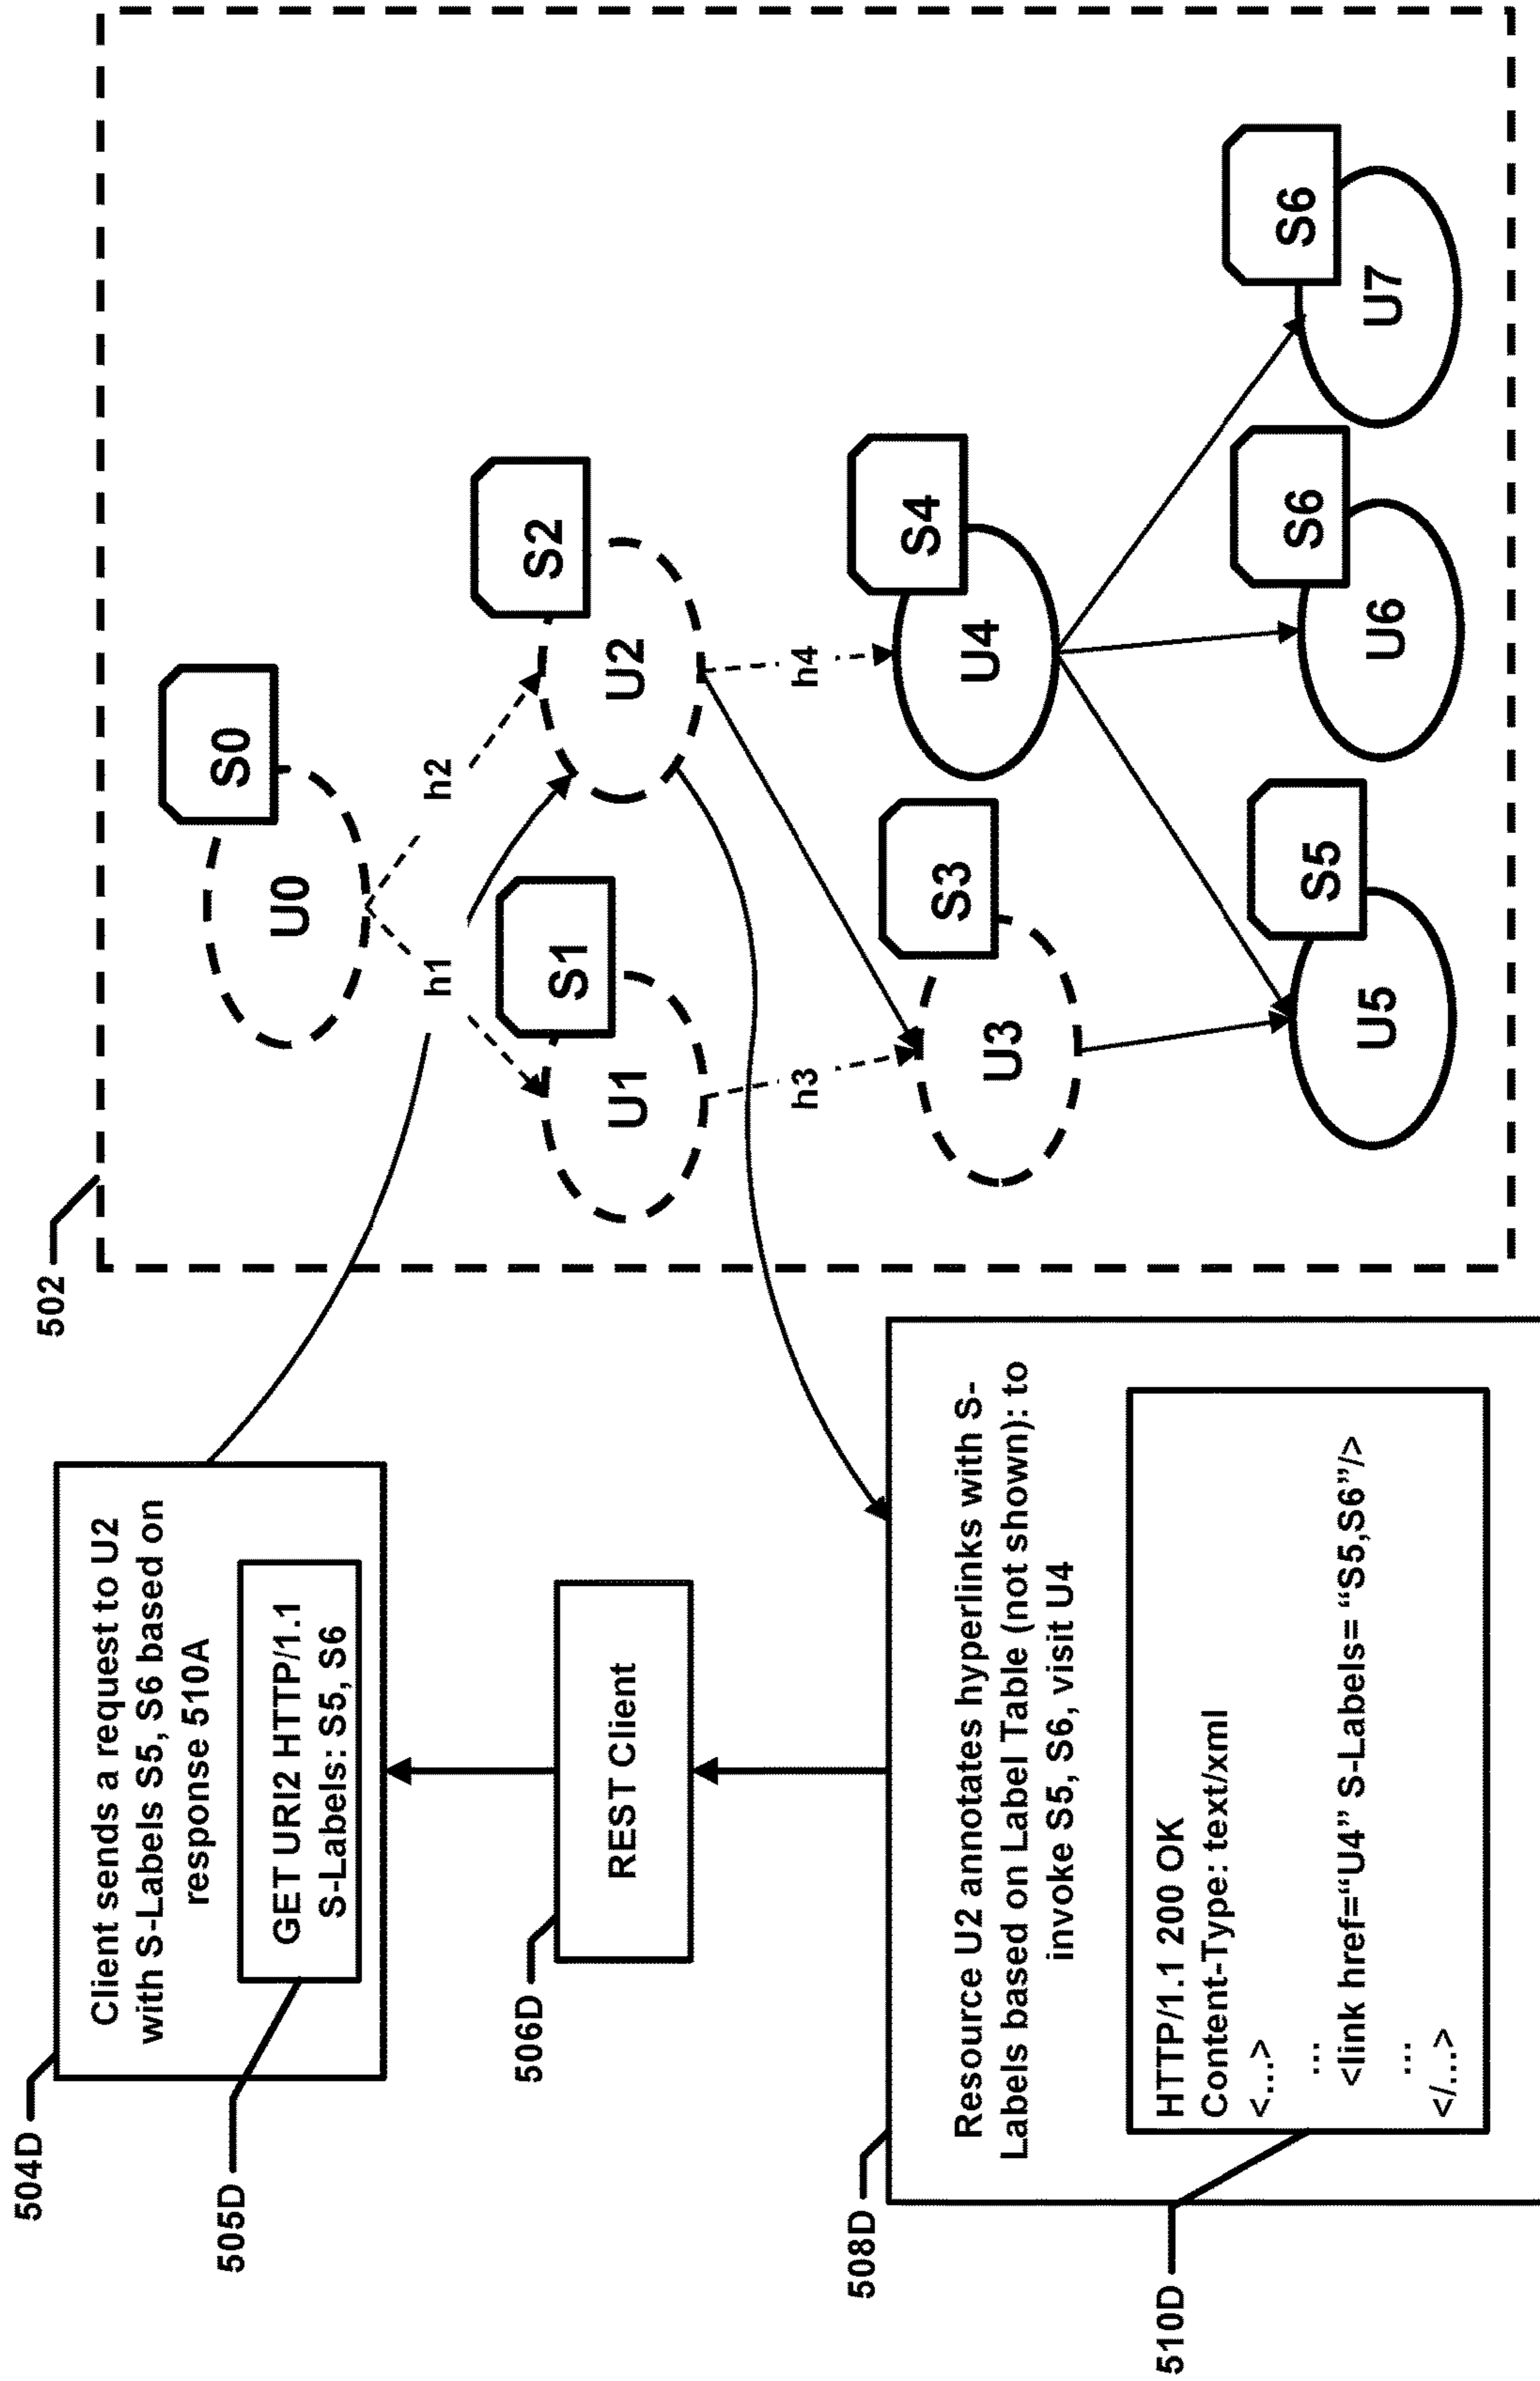 504D
Client sends a request to U2
with S-Labels S5, S6 based on
response 510A
505D
GET URI2 HTTP/1.1
S-Labels: S5, S6
506D
REST Client
508D
Resource U2 annotates hyperlinks with S-
Labels based on Label Table (not shown): to
invoke S5, S6, visit U4
510D
HTTP/1.1 200 OK
Content-Type: text/xml
<...>
...
<link href=“U4” S-Labels= “S5,S6”/>
...
</...>
502
U0
S0
h1
h2
U1
S1
U2
S2
h3
h4
U3
S3
U4
S4
U5
S5
U6
S6
U7
S6